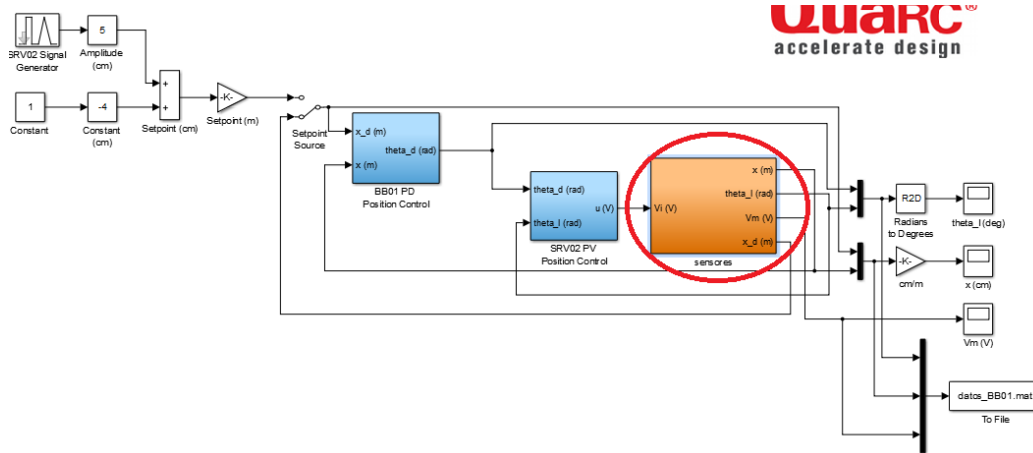 QUARC®
accelerate design
SRV02 Signal
Generator
5
Amplitude
(cm)
1
Constant
-4
Constant
(cm)
+
+
Setpoint (cm)
-K-
Setpoint (m)
Setpoint
Source
x_d (m)
theta_d (rad)
x (m)
BB01 PD
Position Control
theta_d (rad)
u (V)
theta_l (rad)
SRV02 PV
Position Control
x (m)
theta_l (rad)
Vi (V)
Vm (V)
x_d (m)
sensores
R2D
Radians
to Degrees
theta_l (deg)
-K-
cm/m
x (cm)
Vm (V)
datos_BB01.mat
To File